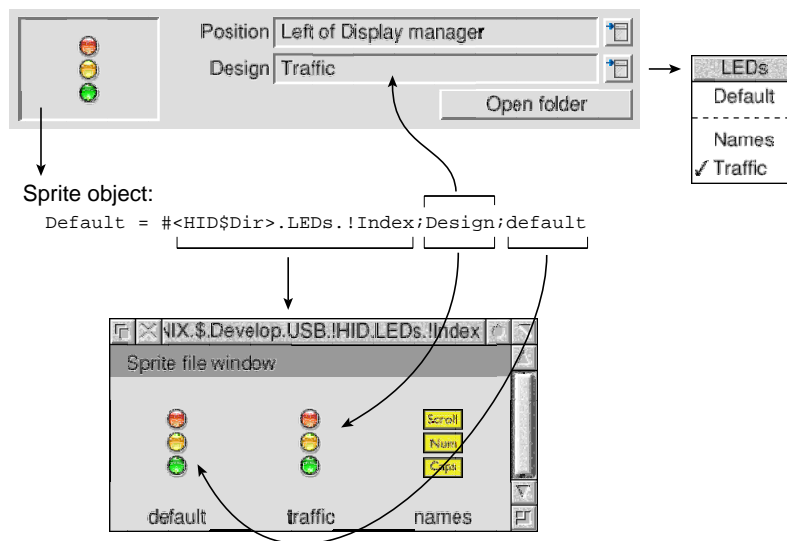 Position Left of Display manager
Design Traffic
Open folder
LEDs
Default
Names
Traffic
Sprite object:
Default = #<HID$Dir>.LEDs.!Index;Design;default
NIX.$.Develop.USB.!HID.LEDs.!Index
Sprite file window
Scroll
Num
Caps
default traffic names